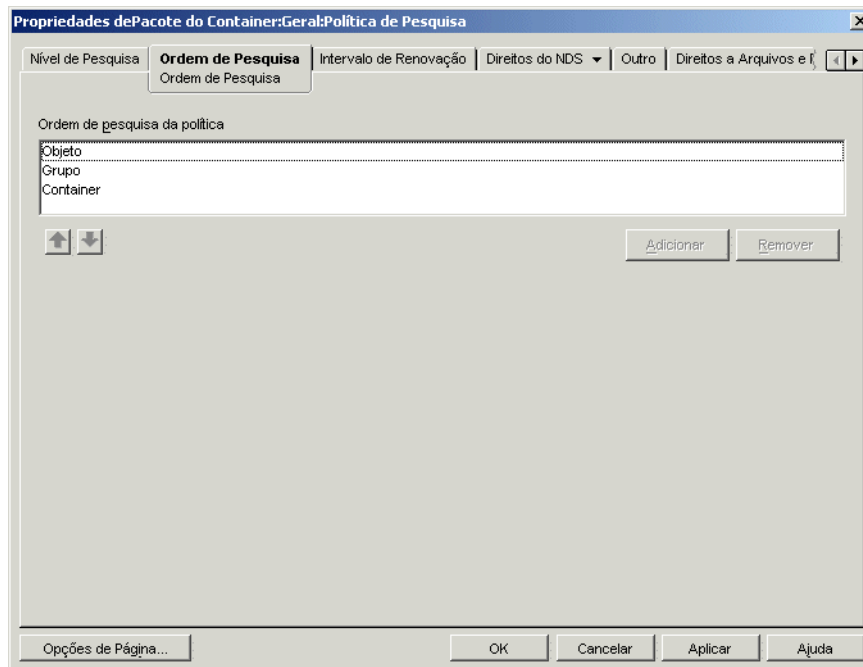 Propriedades dePacote do Container:Geral:Política de Pesquisa
Nível de Pesquisa Ordem de Pesquisa Intervalo de Renovação Direitos do NDS Outro Direitos a Arquivos e
Ordem de Pesquisa
Ordem de pesquisa da política
Objeto
Grupo
Container
Adicionar Remover
Opções de Página... OK Cancelar Aplicar Ajuda